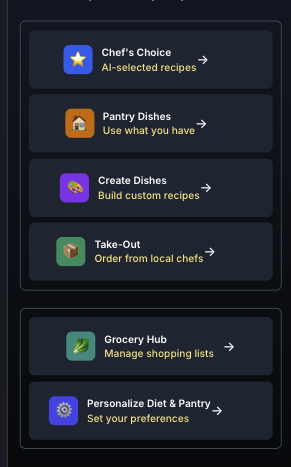 Chef's Choice
AI-selected recipes
Pantry Dishes
Use what you have
Create Dishes
Build custom recipes
Take-Out
Order from local chefs
Grocery Hub
Manage shopping lists
Personalize Diet & Pantry
Set your preferences